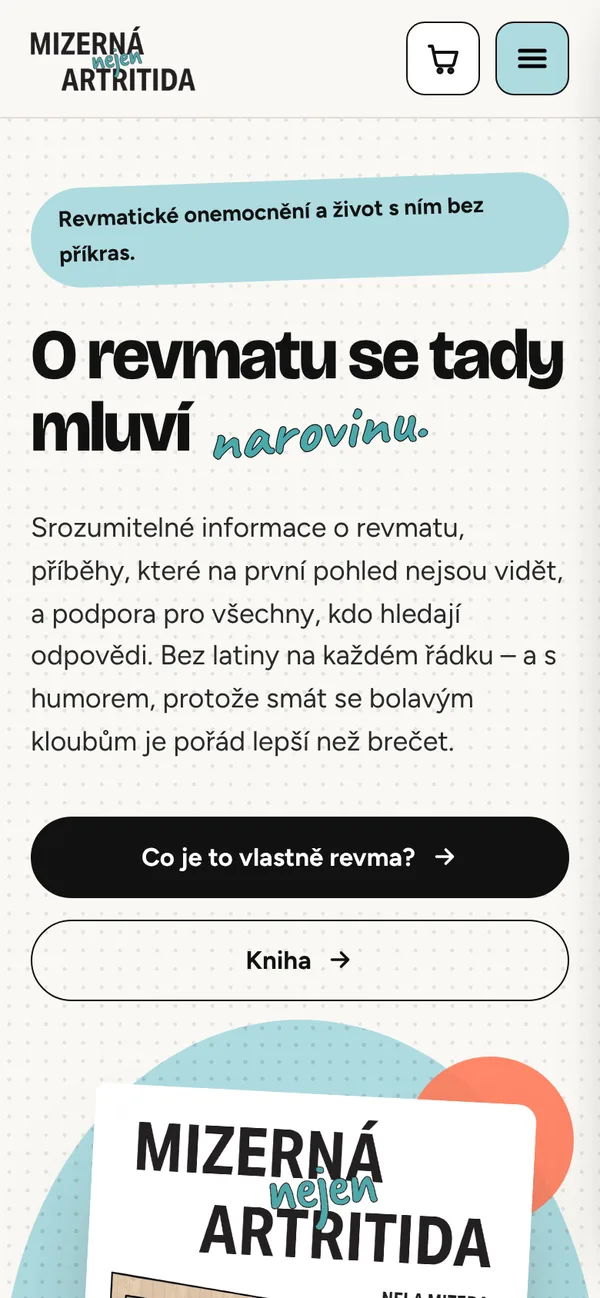 MIZERNÁ
nejen
ARTRITIDA
Revmatické onemocnění a život s ním bez
příkras.
O revmatu se tady
mluví narovinu.
Srozumitelné informace o revmatu,
příběhy, které na první pohled nejsou vidět,
a podpora pro všechny, kdo hledají
odpovědi. Bez latiny na každém řádku – a s
humorem, protože smát se bolavým
kloubům je pořád lepší než brečet.
Co je to vlastně revma? →
Kniha →
MIZERNÁ
nejen
ARTRITIDA